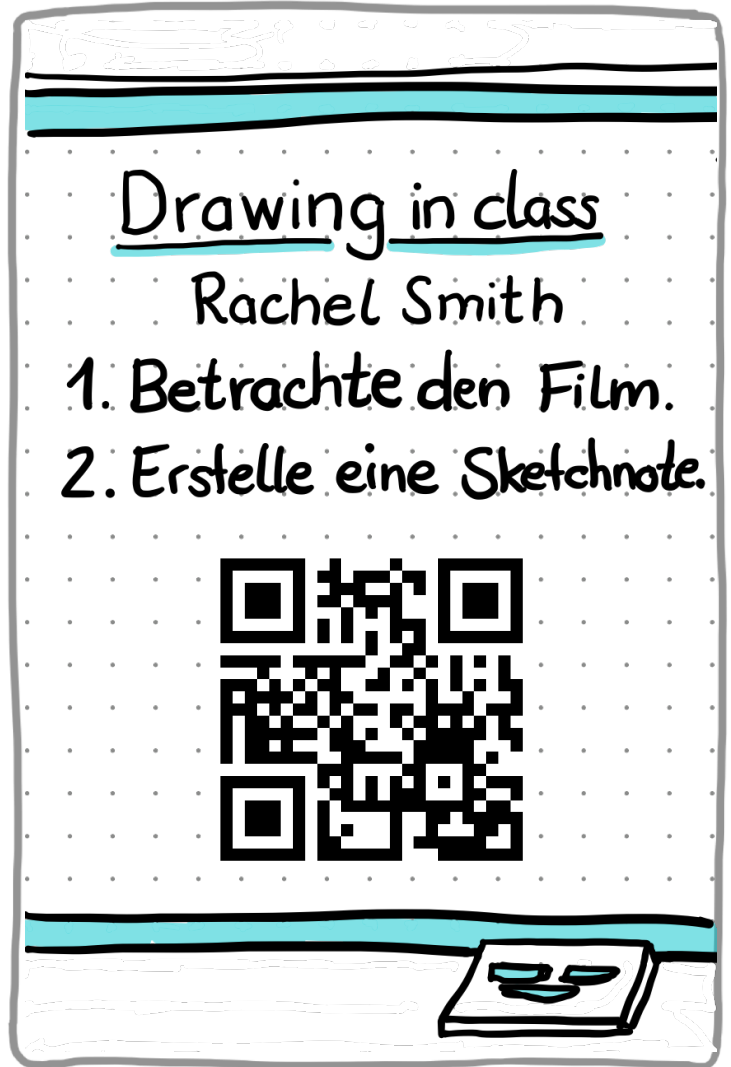 Drawing in class
Rachel Smith
1. Betrachte den Film.
2. Erstelle eine Sketchnote.